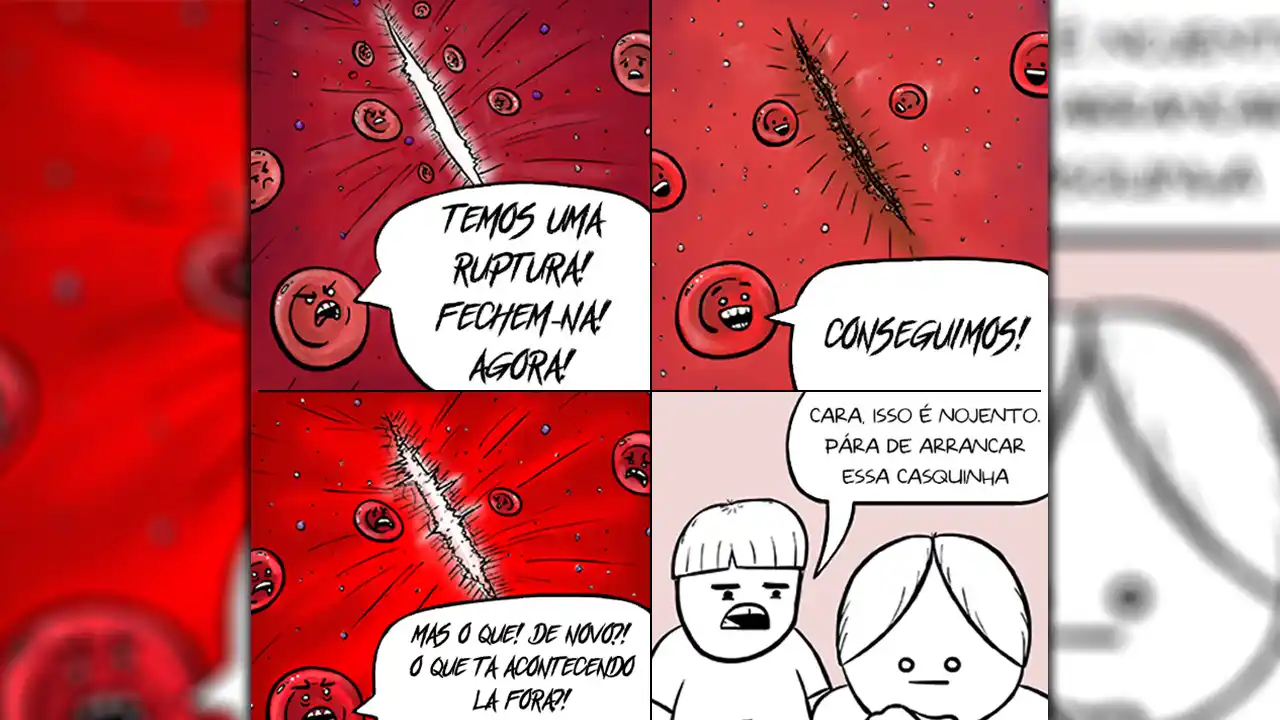 TEMOS UMA
RUPTURA!
FECHEM-NA!
AGORA!
CONSEGUIMOS!
MAS O QUE! DE NOVO?!
O QUE TA ACONTECENDO
LA FORA?!
CARA, ISSO É NOJENTO.
PÁRA DE ARRANCAR
ESSA CASQUINHA